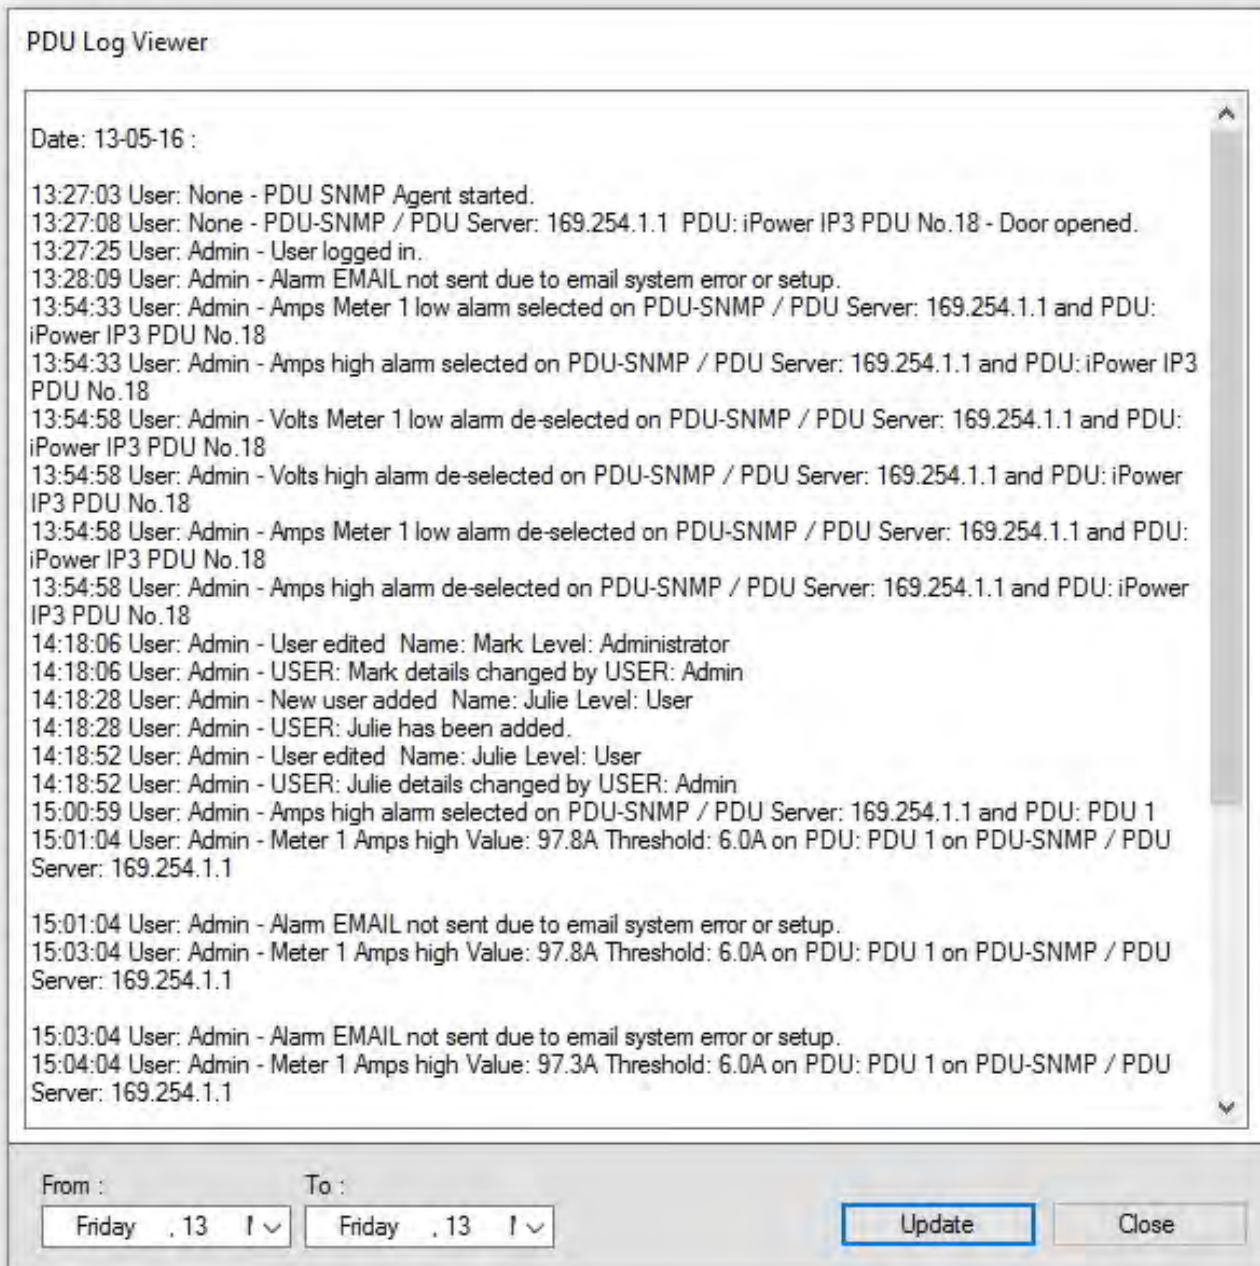 PDU Log Viewer
Date: 13-05-16 :
13:27:03 User: None - PDU SNMP Agent started.
13:27:08 User: None - PDU-SNMP / PDU Server: 169.254.1.1  PDU: iPower IP3 PDU No.18 - Door opened.
13:27:25 User: Admin - User logged in.
13:28:09 User: Admin - Alarm EMAIL not sent due to email system error or setup.
13:54:33 User: Admin - Amps Meter 1 low alarm selected on PDU-SNMP / PDU Server: 169.254.1.1 and PDU:
iPower IP3 PDU No.18
13:54:33 User: Admin - Amps high alarm selected on PDU-SNMP / PDU Server: 169.254.1.1 and PDU: iPower IP3
PDU No.18
13:54:58 User: Admin - Volts Meter 1 low alarm de-selected on PDU-SNMP / PDU Server: 169.254.1.1 and PDU:
iPower IP3 PDU No.18
13:54:58 User: Admin - Volts high alarm de-selected on PDU-SNMP / PDU Server: 169.254.1.1 and PDU: iPower
IP3 PDU No.18
13:54:58 User: Admin - Amps Meter 1 low alarm de-selected on PDU-SNMP / PDU Server: 169.254.1.1 and PDU:
iPower IP3 PDU No.18
13:54:58 User: Admin - Amps high alarm de-selected on PDU-SNMP / PDU Server: 169.254.1.1 and PDU: iPower
IP3 PDU No.18
14:18:06 User: Admin - User edited  Name: Mark Level: Administrator
14:18:06 User: Admin - USER: Mark details changed by USER: Admin
14:18:28 User: Admin - New user added  Name: Julie Level: User
14:18:28 User: Admin - USER: Julie has been added.
14:18:52 User: Admin - User edited  Name: Julie Level: User
14:18:52 User: Admin - USER: Julie details changed by USER: Admin
15:00:59 User: Admin - Amps high alarm selected on PDU-SNMP / PDU Server: 169.254.1.1 and PDU: PDU 1
15:01:04 User: Admin - Meter 1 Amps high Value: 97.8A Threshold: 6.0A on PDU: PDU 1 on PDU-SNMP / PDU
Server: 169.254.1.1
15:01:04 User: Admin - Alarm EMAIL not sent due to email system error or setup.
15:03:04 User: Admin - Meter 1 Amps high Value: 97.8A Threshold: 6.0A on PDU: PDU 1 on PDU-SNMP / PDU
Server: 169.254.1.1
15:03:04 User: Admin - Alarm EMAIL not sent due to email system error or setup.
15:04:04 User: Admin - Meter 1 Amps high Value: 97.3A Threshold: 6.0A on PDU: PDU 1 on PDU-SNMP / PDU
Server: 169.254.1.1
From : To :
Friday , 13 Friday , 13 Update Close